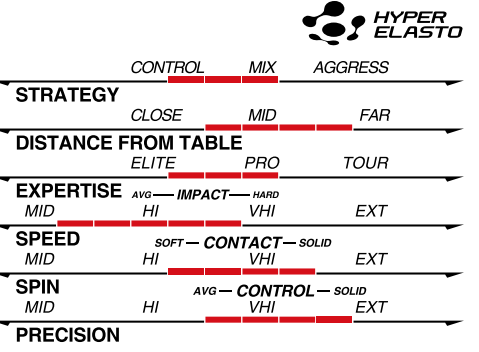 HYPER
ELASTO
CONTROL MIX AGGRESS
STRATEGY
CLOSE MID FAR
DISTANCE FROM TABLE
ELITE PRO TOUR
EXPERTISE AVG — IMPACT — HARD
MID HI VHI EXT
SPEED SOFT — CONTACT — SOLID
MID HI VHI EXT
SPIN AVG — CONTROL — SOLID
MID HI VHI EXT
PRECISION